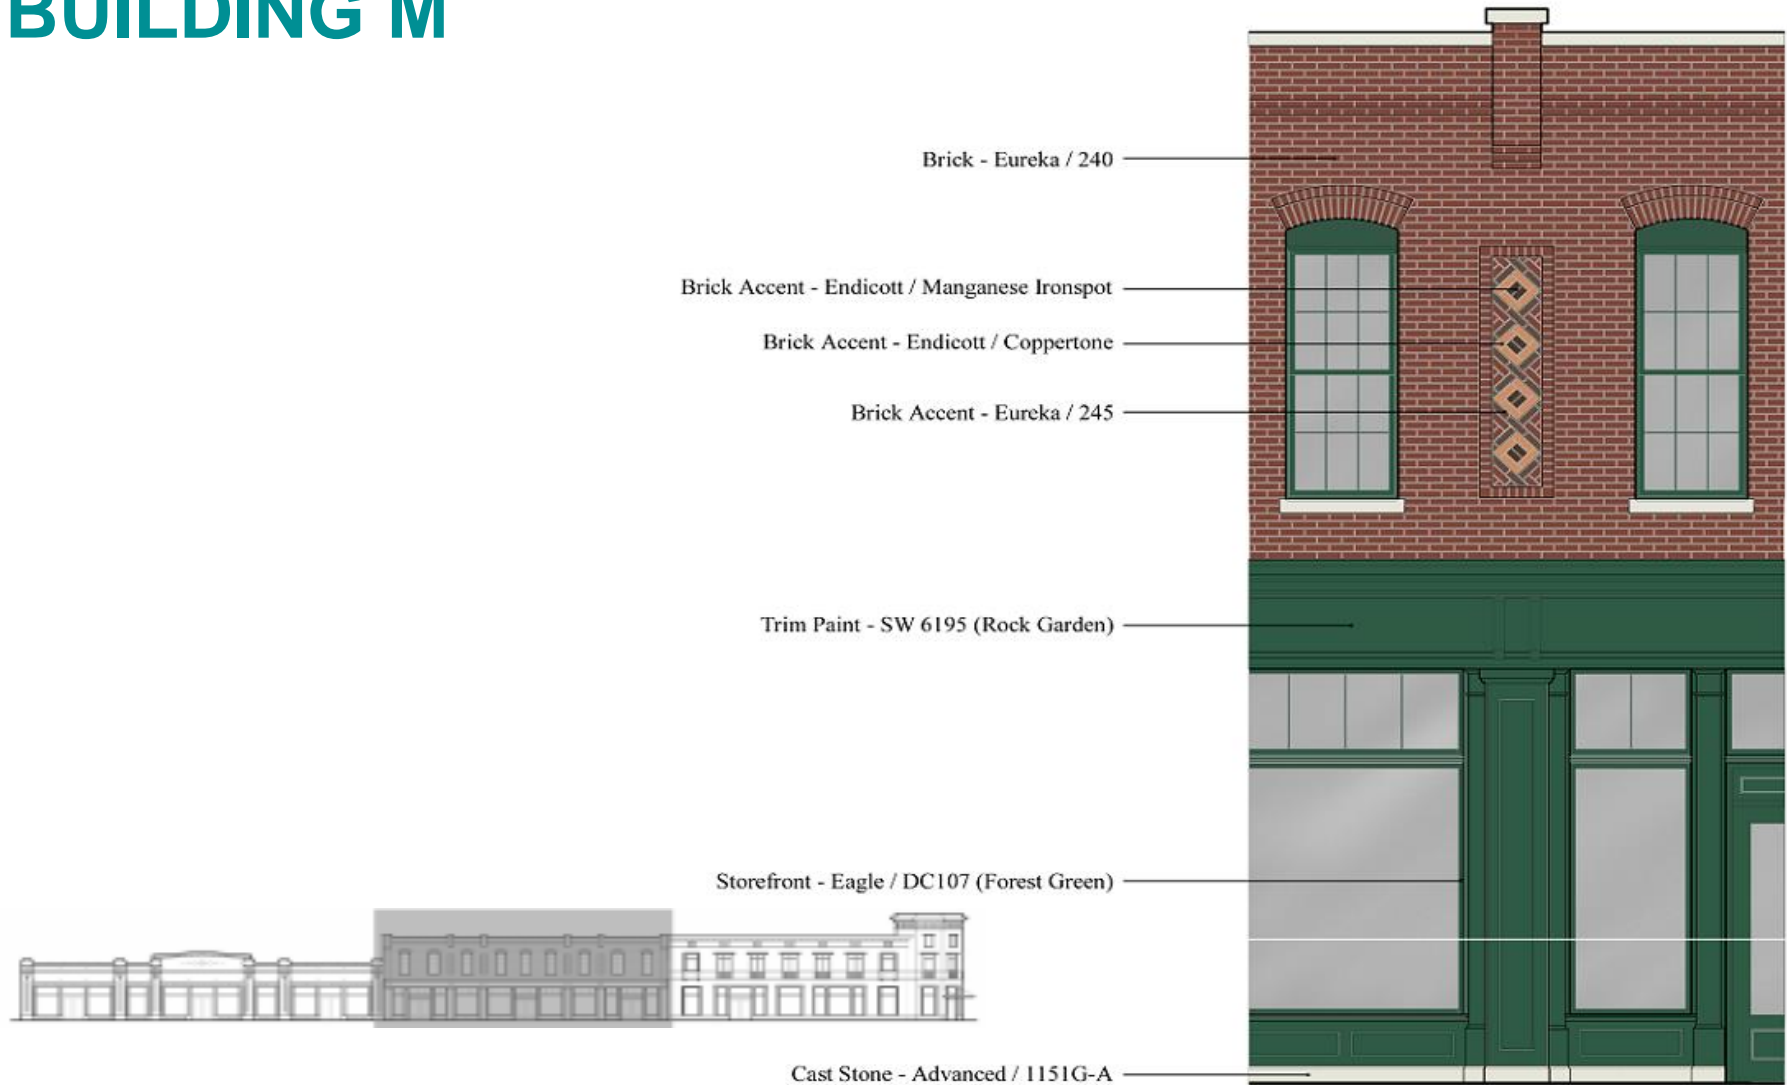 BUILDING M
Brick - Eureka / 240
Brick Accent - Endicott / Manganese Ironspot
Brick Accent - Endicott / Coppertone
Brick Accent - Eureka / 245
Trim Paint - SW 6195 (Rock Garden)
Storefront - Eagle / DC107 (Forest Green)
Cast Stone - Advanced / 1151G-A